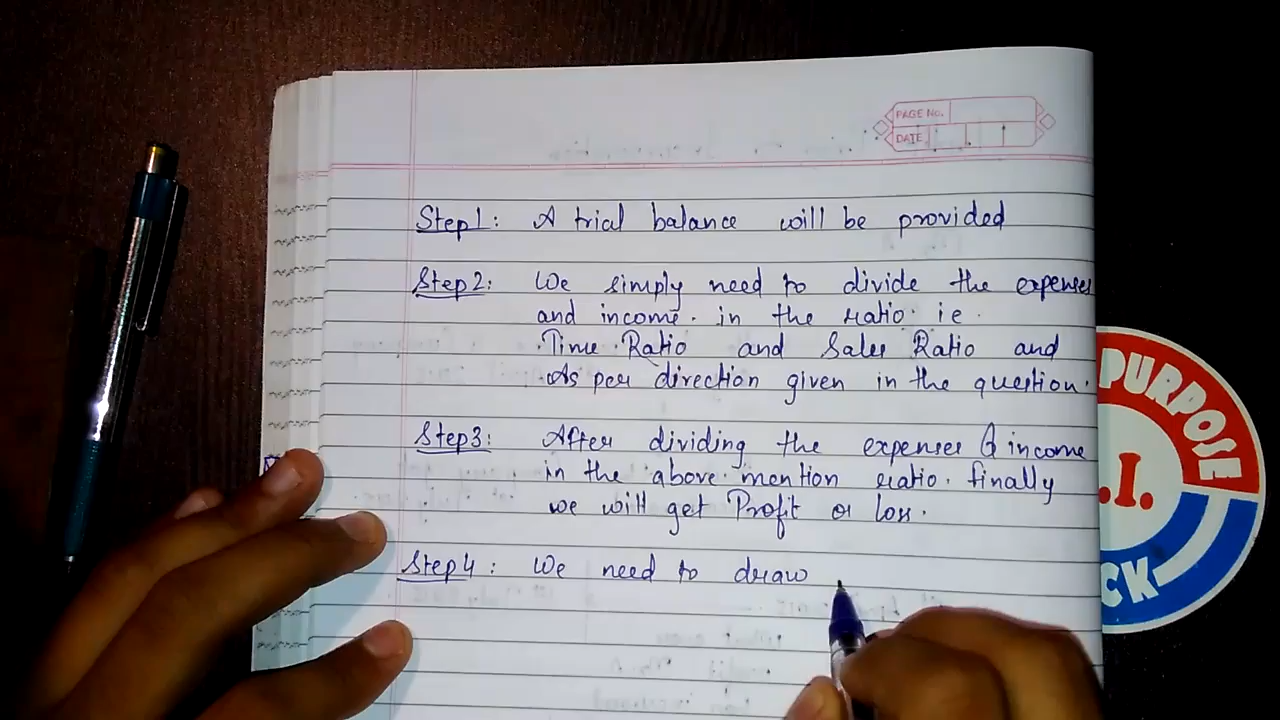 PAGE No.
DATE
Step1: A trial balance will be provided
Step2: We simply need to divide the expenses
and income. in the ratio. ie.
Time Ratio and Sales Ratio and
As per direction given in the question.
Step3: After dividing the expenses & income
in the above mention ratio. finally
we will get Profit or Loss.
Step4: We need to draw
PURPOSE
.I.
CK